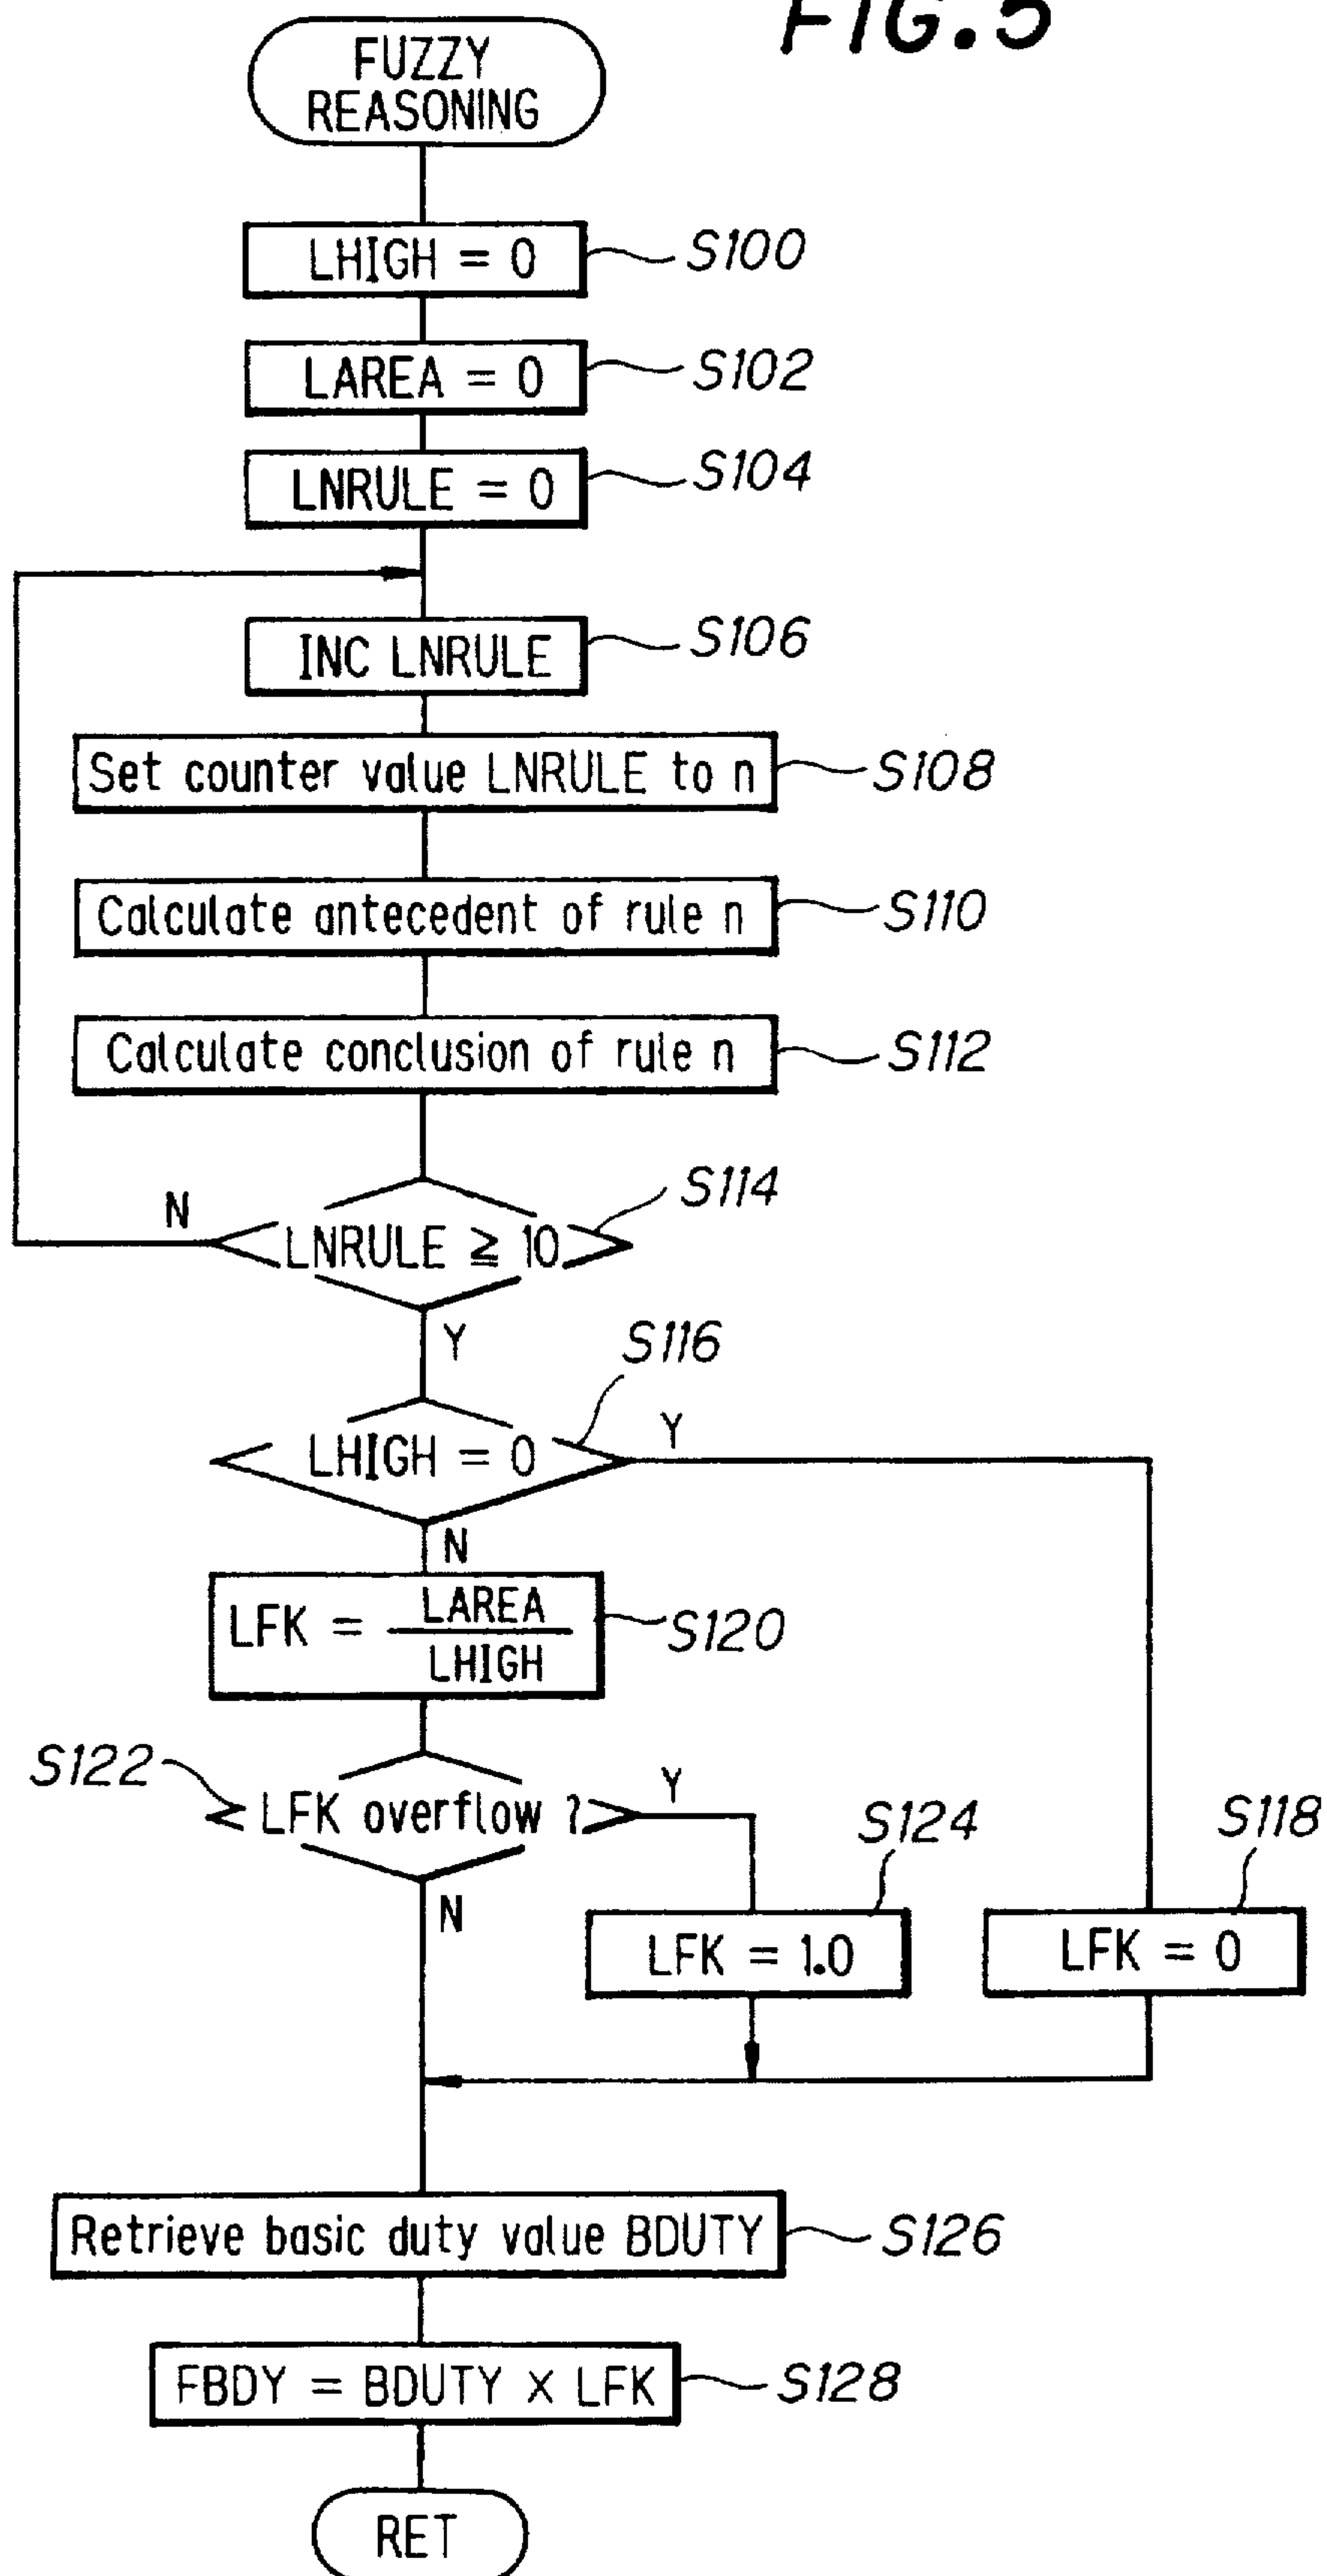 FIG.5
FUZZY
REASONING
LHIGH = 0
S100
LAREA = 0
S102
LNRULE = 0
S104
INC LNRULE
S106
Set counter value LNRULE to n
S108
Calculate antecedent of rule n
S110
Calculate conclusion of rule n
S112
S114
N
LNRULE ≧ 10
Y
S116
LHIGH = 0
Y
N
LFK = LAREA / LHIGH
S120
S122
LFK overflow ?
Y
N
S124
LFK = 1.0
S118
LFK = 0
Retrieve basic duty value BDUTY
S126
FBDY = BDUTY × LFK
S128
RET